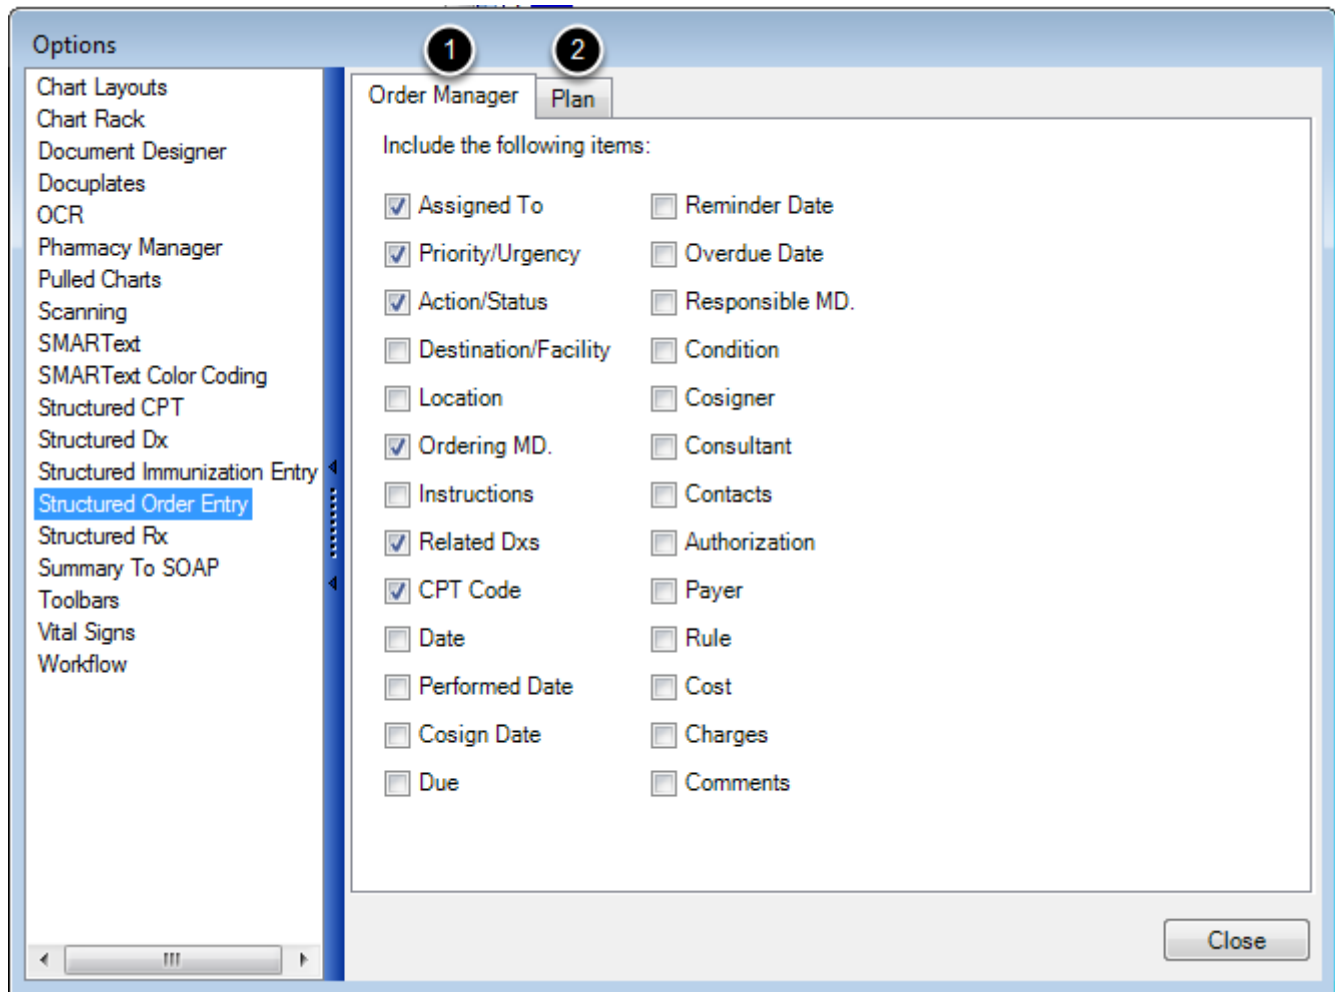 Options
1
2
Chart Layouts
Chart Rack
Document Designer
Docuplates
OCR
Pharmacy Manager
Pulled Charts
Scanning
SMARText
SMARText Color Coding
Structured CPT
Structured Dx
Structured Immunization Entry
Structured Order Entry
Structured Rx
Summary To SOAP
Toolbars
Vital Signs
Workflow
Order Manager
Plan
Include the following items:
Assigned To
Priority/Urgency
Action/Status
Destination/Facility
Location
Ordering MD.
Instructions
Related Dxs
CPT Code
Date
Performed Date
Cosign Date
Due
Reminder Date
Overdue Date
Responsible MD.
Condition
Cosigner
Consultant
Contacts
Authorization
Payer
Rule
Cost
Charges
Comments
Close